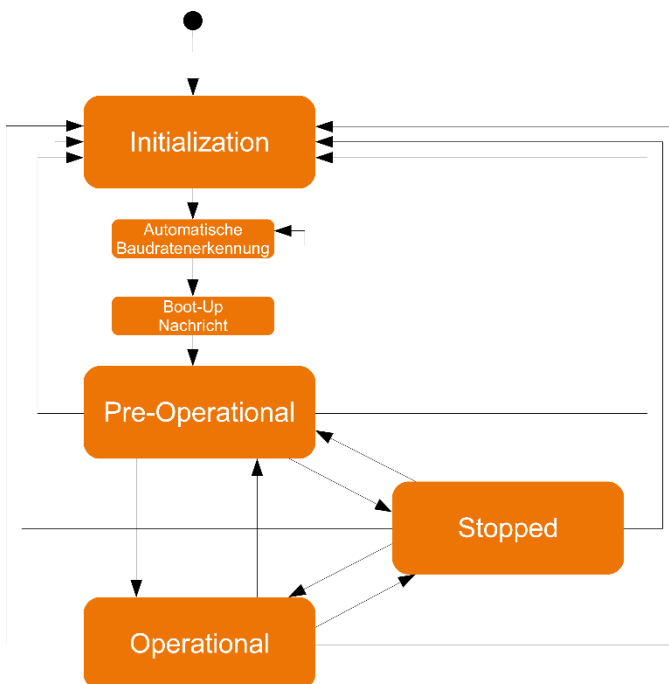 Initialization
Automatische
Baudratenerkennung
Boot-Up
Nachricht
Pre-Operational
Stopped
Operational